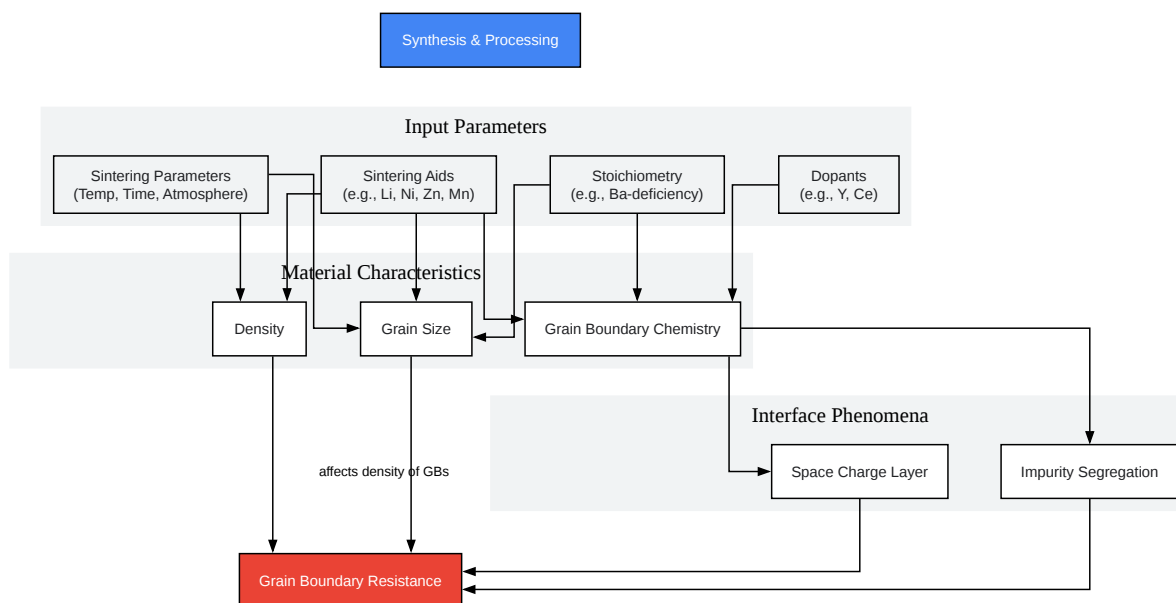 Synthesis & Processing
Input Parameters
Sintering Parameters
(Temp, Time, Atmosphere)
Sintering Aids
(e.g., Li, Ni, Zn, Mn)
Stoichiometry
(e.g., Ba-deficiency)
Dopants
(e.g., Y, Ce)
Material Characteristics
Density
Grain Size
Grain Boundary Chemistry
Interface Phenomena
Space Charge Layer
Impurity Segregation
affects density of GBs
Grain Boundary Resistance